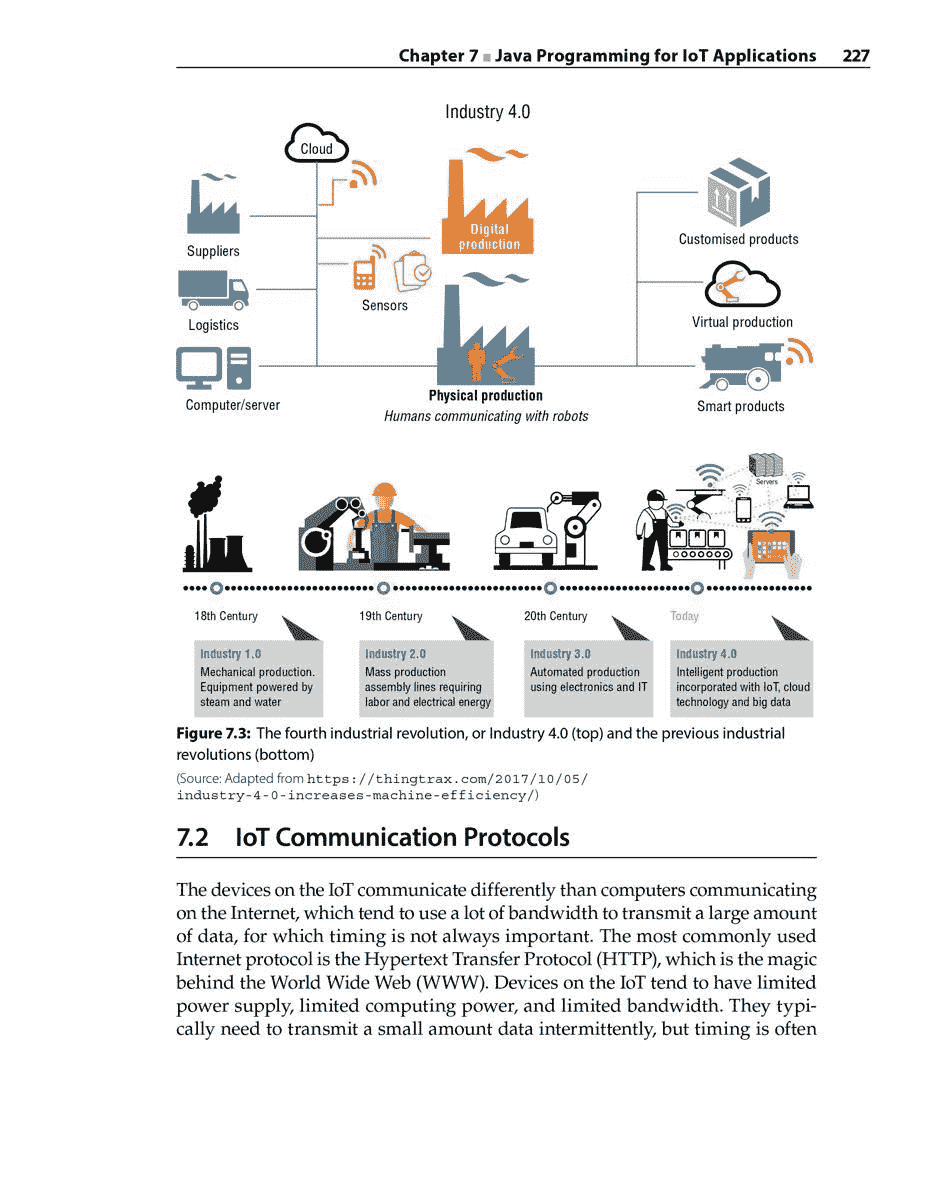 Chapter 7 ■ Java Programming for IoT Applications 227
Industry 4.0
Cloud
Suppliers
Digital
production
Customised products
Sensors
Logistics
Virtual production
Computer/server
Physical production
Humans communicating with robots
Smart products
Servers
18th Century
19th Century
20th Century
Today
Industry 1.0
Mechanical production.
Equipment powered by
steam and water
Industry 2.0
Mass production
assembly lines requiring
labor and electrical energy
Industry 3.0
Automated production
using electronics and IT
Industry 4.0
Intelligent production
incorporated with IoT, cloud
technology and big data
Figure 7.3: The fourth industrial revolution, or Industry 4.0 (top) and the previous industrial
revolutions (bottom)
(Source: Adapted from https://thingtrax.com/2017/10/05/
industry-4-0-increases-machine-efficiency/)
7.2 IoT Communication Protocols
The devices on the IoT communicate differently than computers communicating
on the Internet, which tend to use a lot of bandwidth to transmit a large amount
of data, for which timing is not always important. The most commonly used
Internet protocol is the Hypertext Transfer Protocol (HTTP), which is the magic
behind the World Wide Web (WWW). Devices on the IoT tend to have limited
power supply, limited computing power, and limited bandwidth. They typi-
cally need to transmit a small amount data intermittently, but timing is often